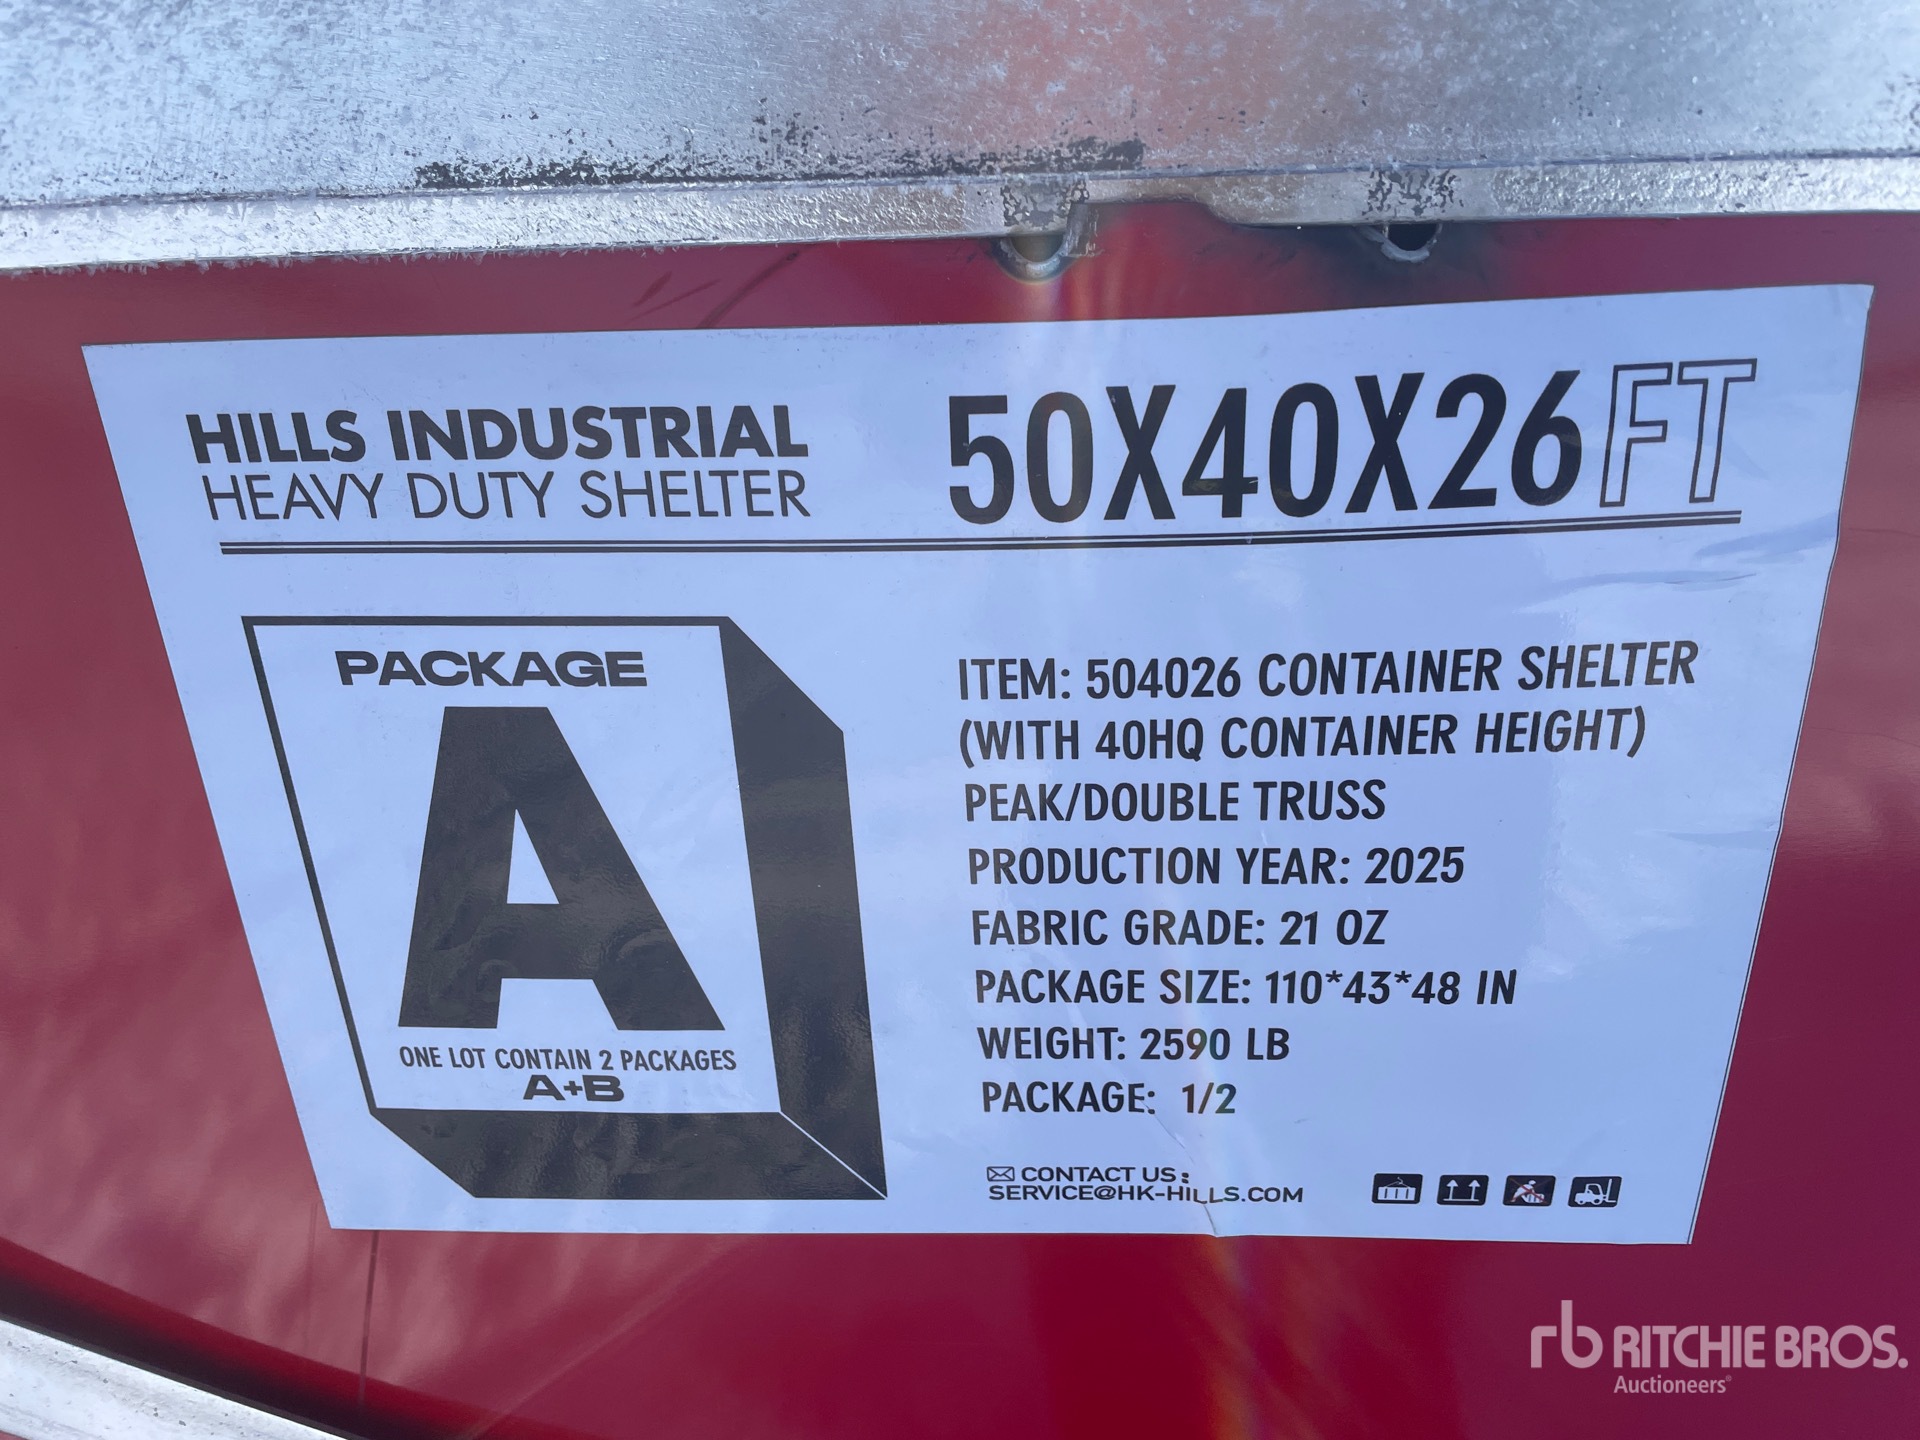 HILLS INDUSTRIAL
HEAVY DUTY SHELTER
50X40X26FT
PACKAGE
A
ONE LOT CONTAIN 2 PACKAGES
A+B
ITEM: 504026 CONTAINER SHELTER
(WITH 40HQ CONTAINER HEIGHT)
PEAK/DOUBLE TRUSS
PRODUCTION YEAR: 2025
FABRIC GRADE: 21 OZ
PACKAGE SIZE: 110*43*48 IN
WEIGHT: 2590 LB
PACKAGE: 1/2
CONTACT US:
SERVICE@HK-HILLS.COM
rb RITCHIE BROS.
Auctioneers®